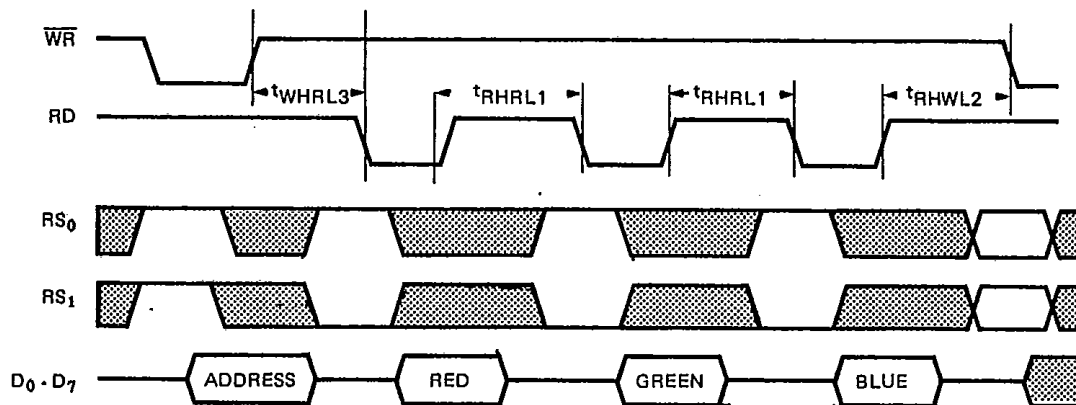 WR
tWHRL3 tRHRL1 tRHRL1 tRHWL2
RD
RS0
RS1
D0 - D7 ADDRESS RED GREEN BLUE